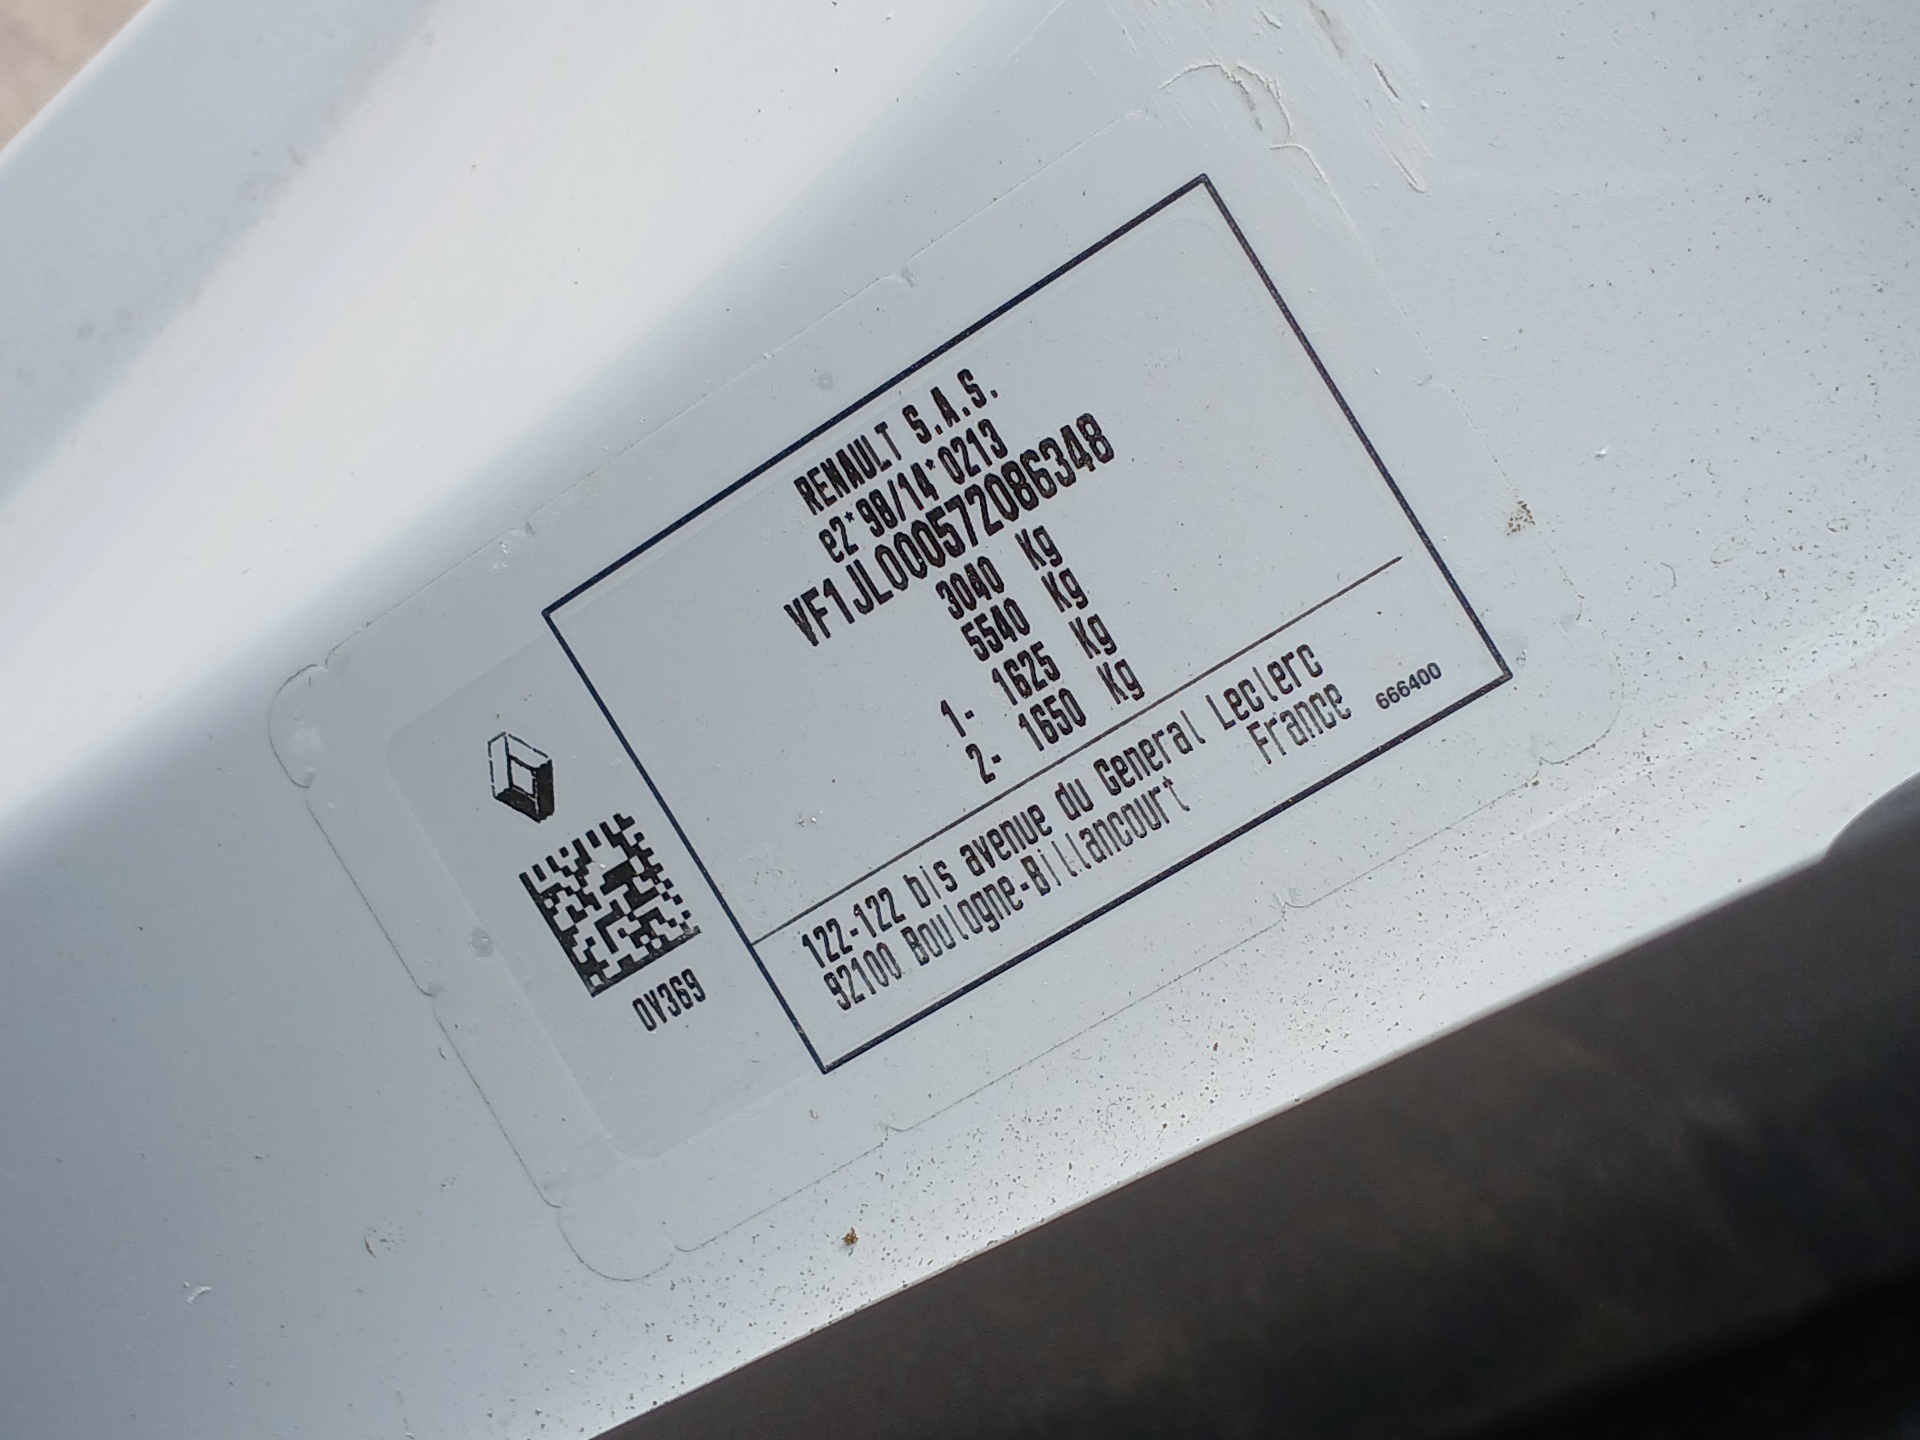 RENAULT S.A.S.
e2*98/14*0213
VF1JL000572086348
3040 Kg
5540 Kg
1- 1625 Kg
2- 1650 Kg
122-122 bis avenue du General Leclerc
92100 Boulogne-Billancourt France
666400
0V369